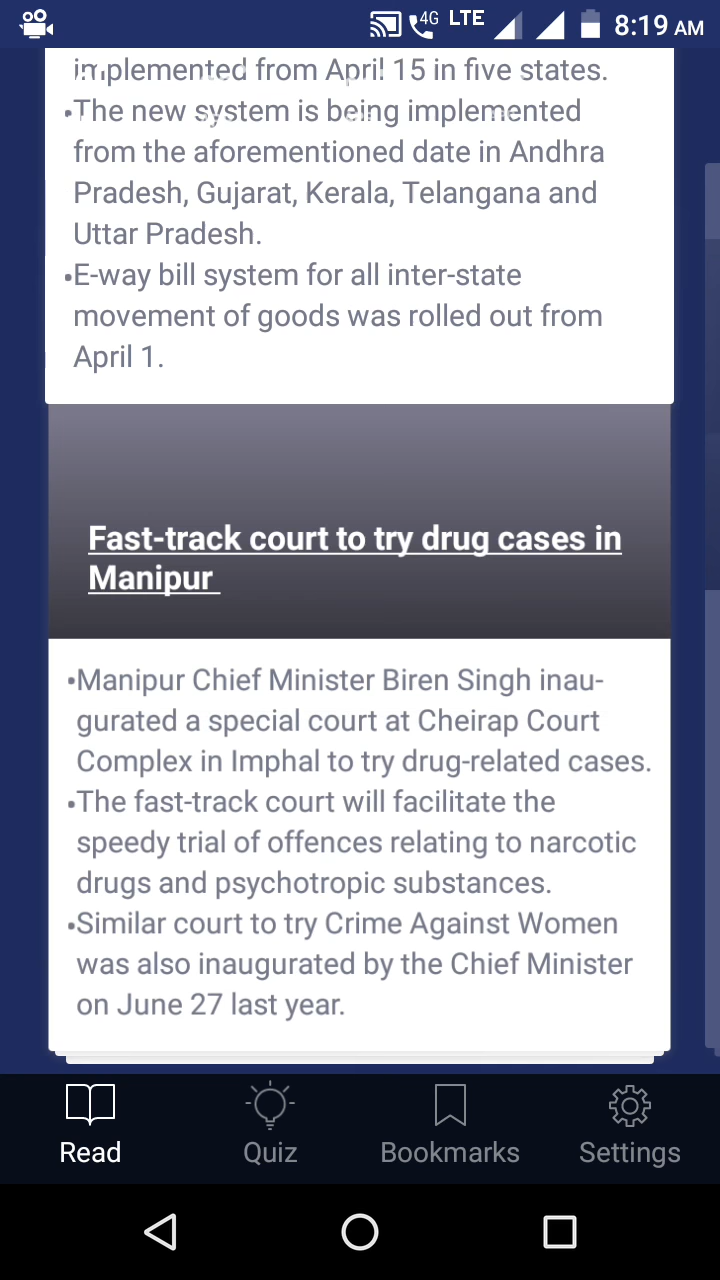 4G LTE 8:19 AM
implemented from April 15 in five states.
•The new system is being implemented
from the aforementioned date in Andhra
Pradesh, Gujarat, Kerala, Telangana and
Uttar Pradesh.
•E-way bill system for all inter-state
movement of goods was rolled out from
April 1.
Fast-track court to try drug cases in
Manipur
•Manipur Chief Minister Biren Singh inau-
gurated a special court at Cheirap Court
Complex in Imphal to try drug-related cases.
•The fast-track court will facilitate the
speedy trial of offences relating to narcotic
drugs and psychotropic substances.
•Similar court to try Crime Against Women
was also inaugurated by the Chief Minister
on June 27 last year.
Read Quiz Bookmarks Settings